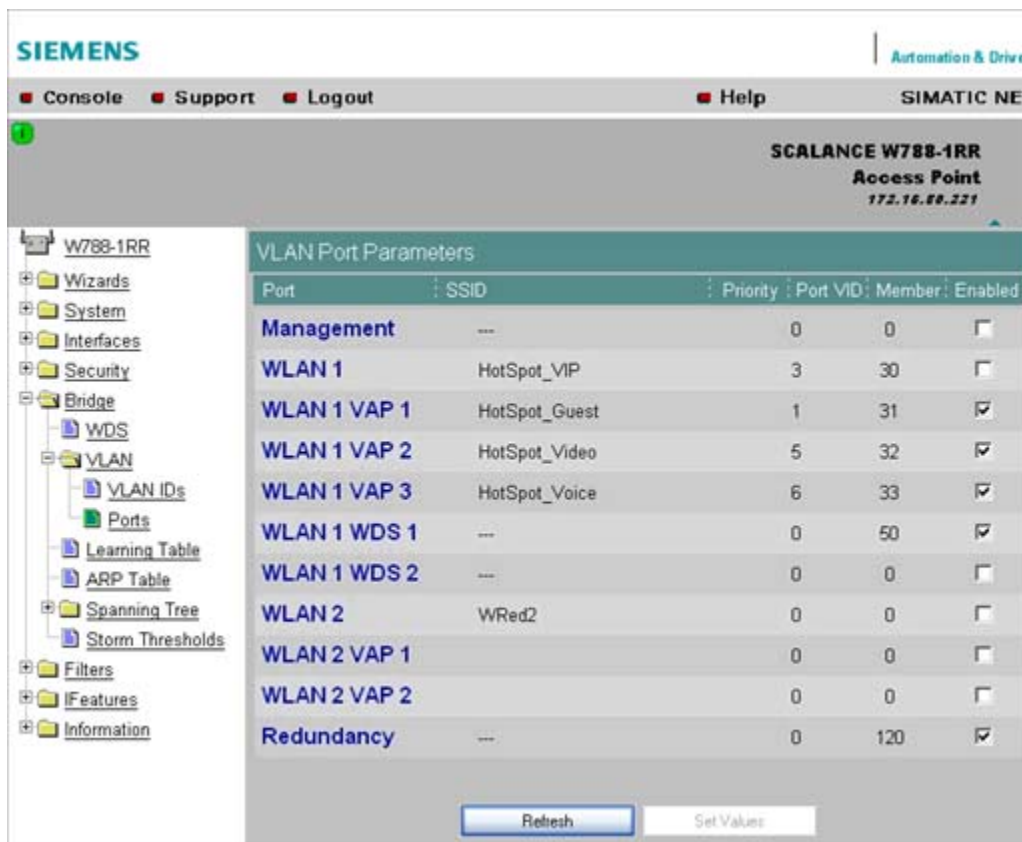 SIEMENS
Automation & Drive
Console Support Logout Help SIMATIC NE
SCALANCE W788-1RR
Access Point
172.16.80.221
W788-1RR
Wizards
System
Interfaces
Security
Bridge
WDS
VLAN
VLAN IDs
Ports
Learning Table
ARP Table
Spanning Tree
Storm Thresholds
Filters
IFeatures
Information
VLAN Port Parameters
Port SSID Priority Port VID Member Enabled
Management --- 0 0
WLAN 1 HotSpot_VIP 3 30
WLAN 1 VAP 1 HotSpot_Guest 1 31
WLAN 1 VAP 2 HotSpot_Video 5 32
WLAN 1 VAP 3 HotSpot_Voice 6 33
WLAN 1 WDS 1 --- 0 50
WLAN 1 WDS 2 --- 0 0
WLAN 2 WRed2 0 0
WLAN 2 VAP 1 0 0
WLAN 2 VAP 2 0 0
Redundancy --- 0 120
Refresh Set Values